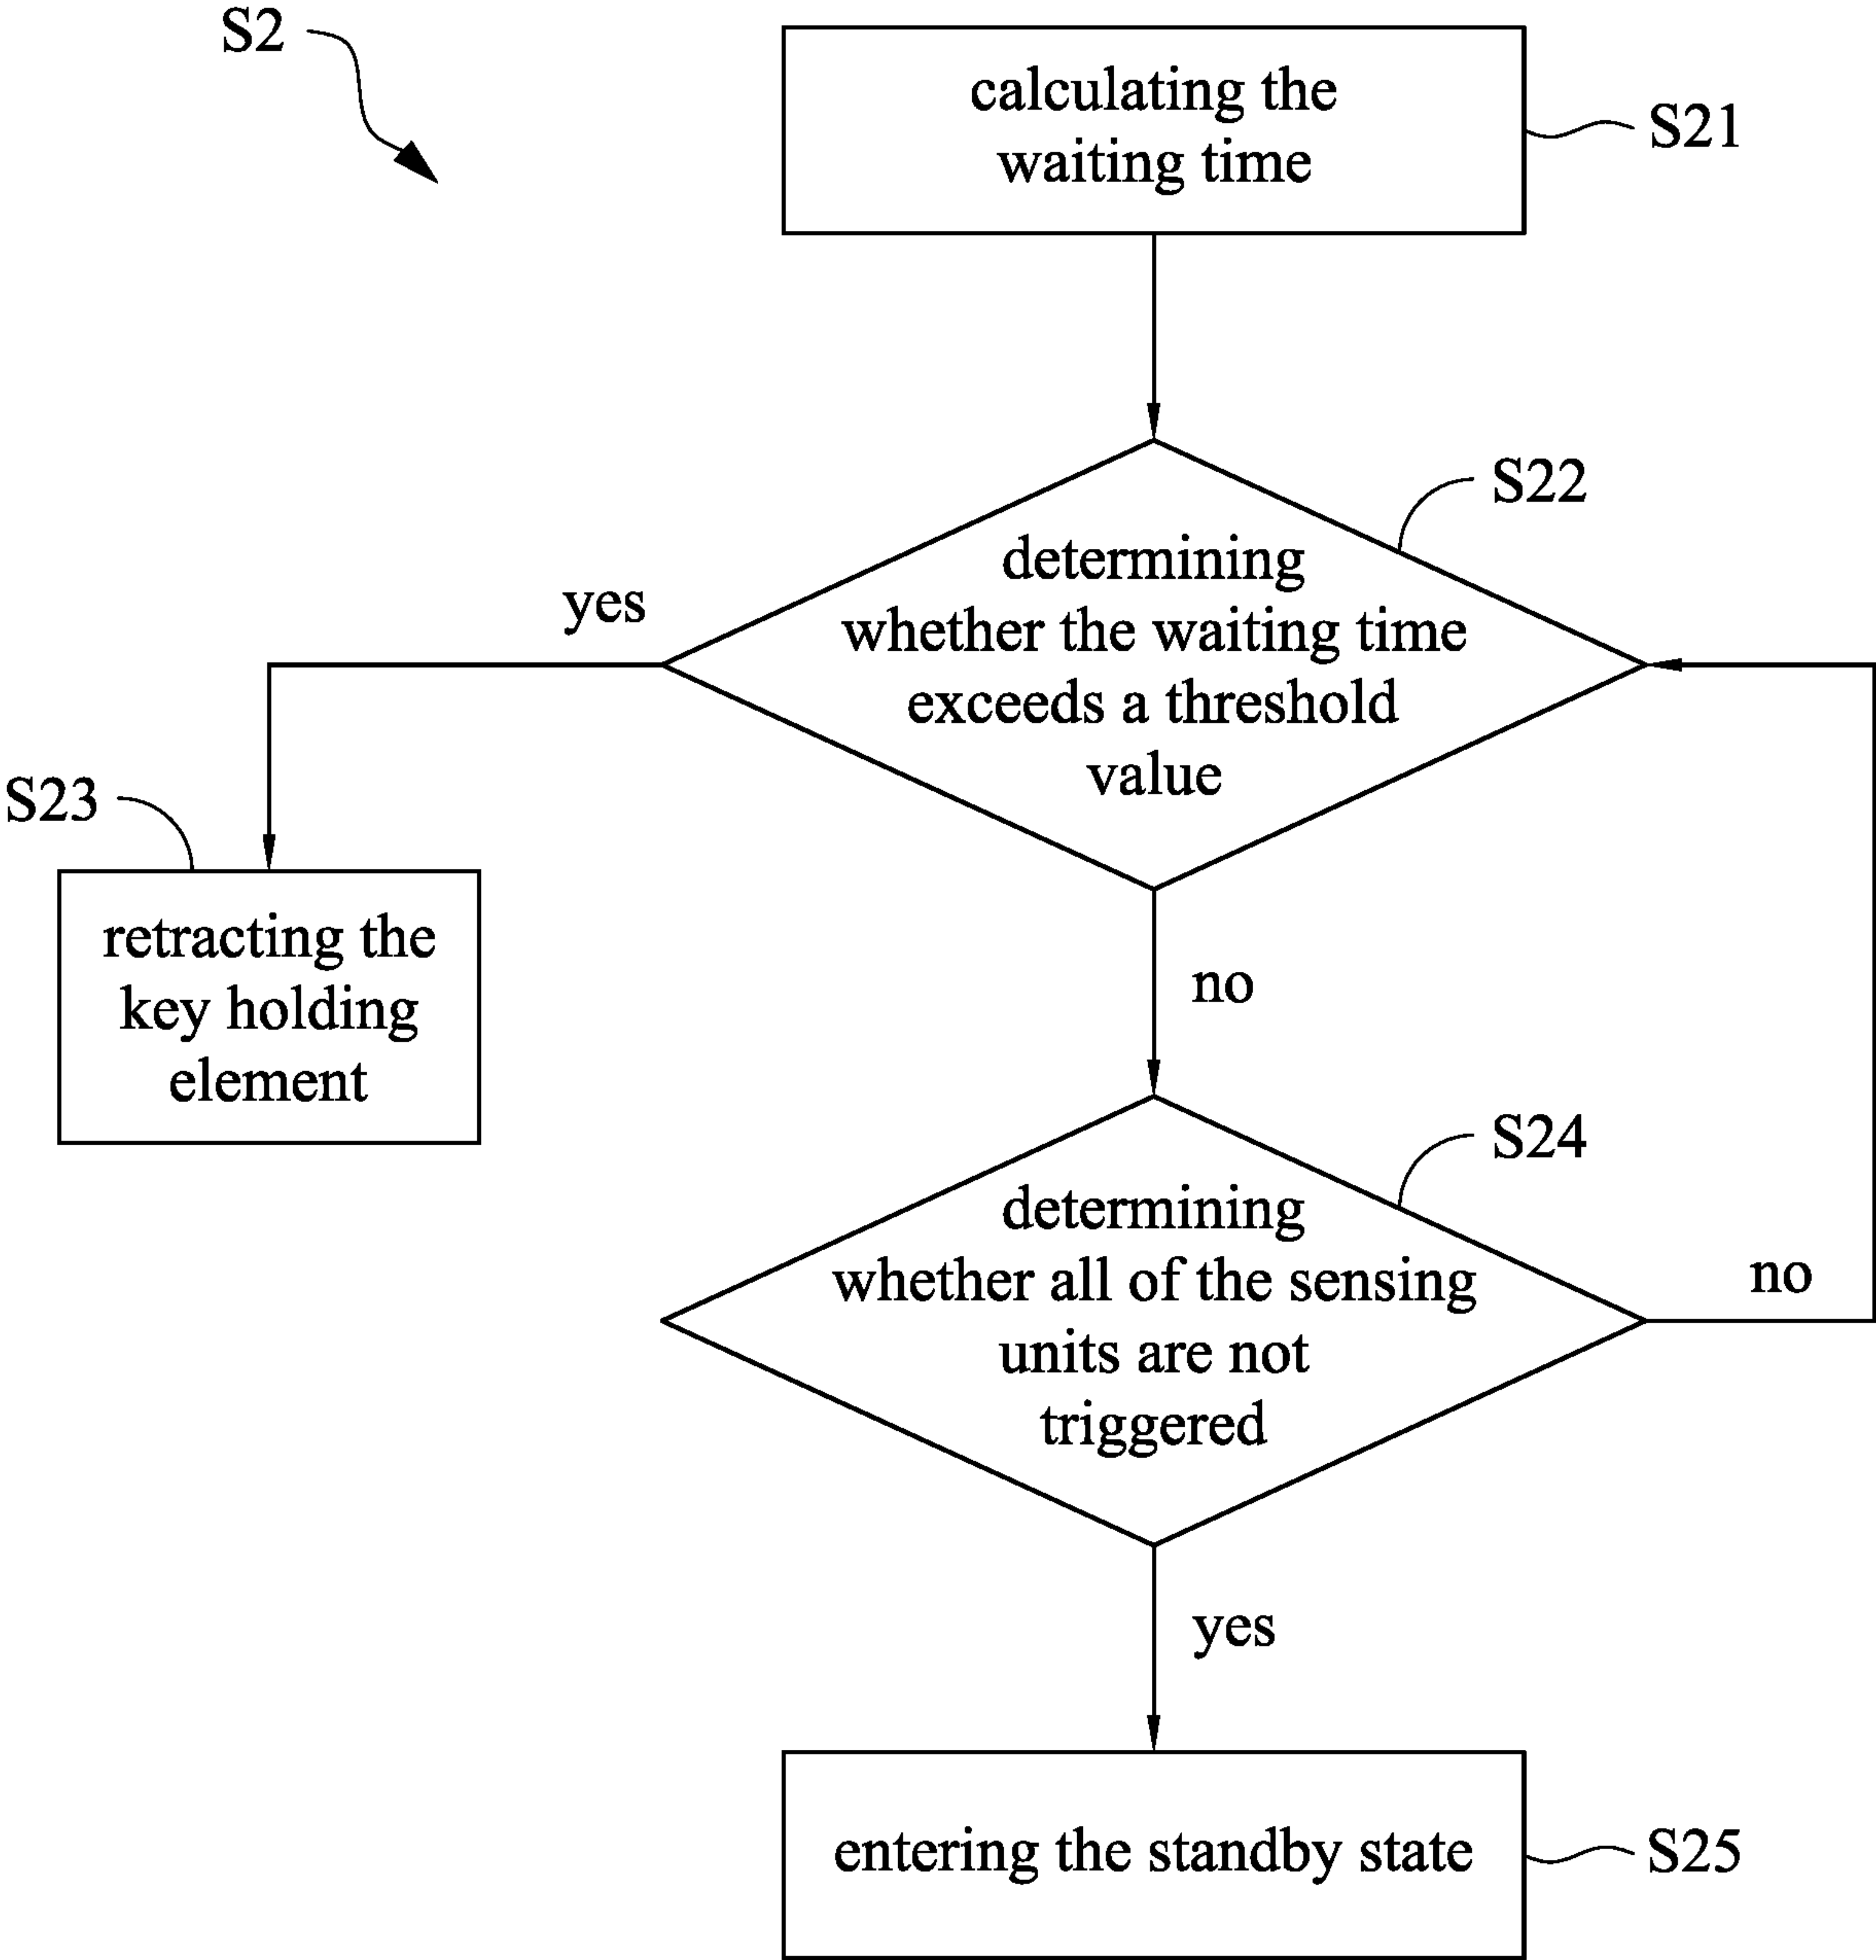 S2
calculating the
waiting time
S21
S22
determining
whether the waiting time
exceeds a threshold
value
yes
S23
retracting the
key holding
element
no
S24
determining
whether all of the sensing
units are not
triggered
no
yes
entering the standby state
S25